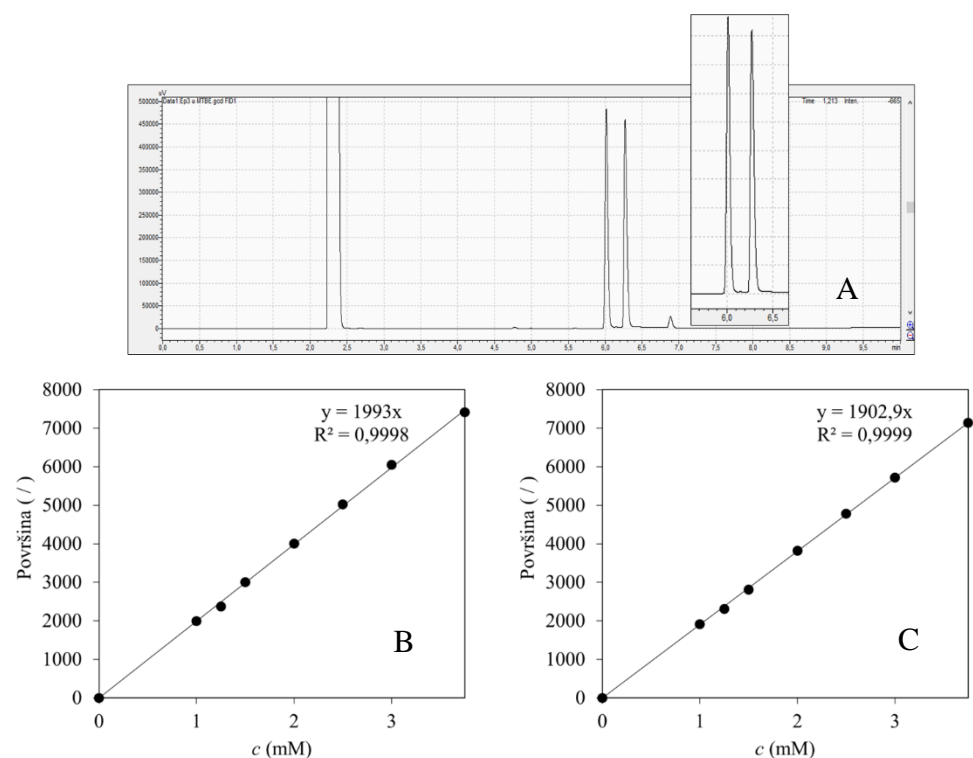 uV
Data1:Ep3 u MTBE.gcd FID1
Time 1,213 Inten. -665
500000
450000
400000
350000
300000
250000
200000
150000
100000
50000
0
0,0 0,5 1,0 1,5 2,0 2,5 3,0 3,5 4,0 4,5 5,0 5,5 6,0 6,5 7,0 7,5 8,0 8,5 9,0 9,5 min
6,0 6,5
A
8000
7000
6000
5000
4000
3000
2000
1000
0
0 1 2 3
Površina ( / )
c (mM)
y = 1993x
R² = 0,9998
B
8000
7000
6000
5000
4000
3000
2000
1000
0
0 1 2 3
Površina ( / )
c (mM)
y = 1902,9x
R² = 0,9999
C